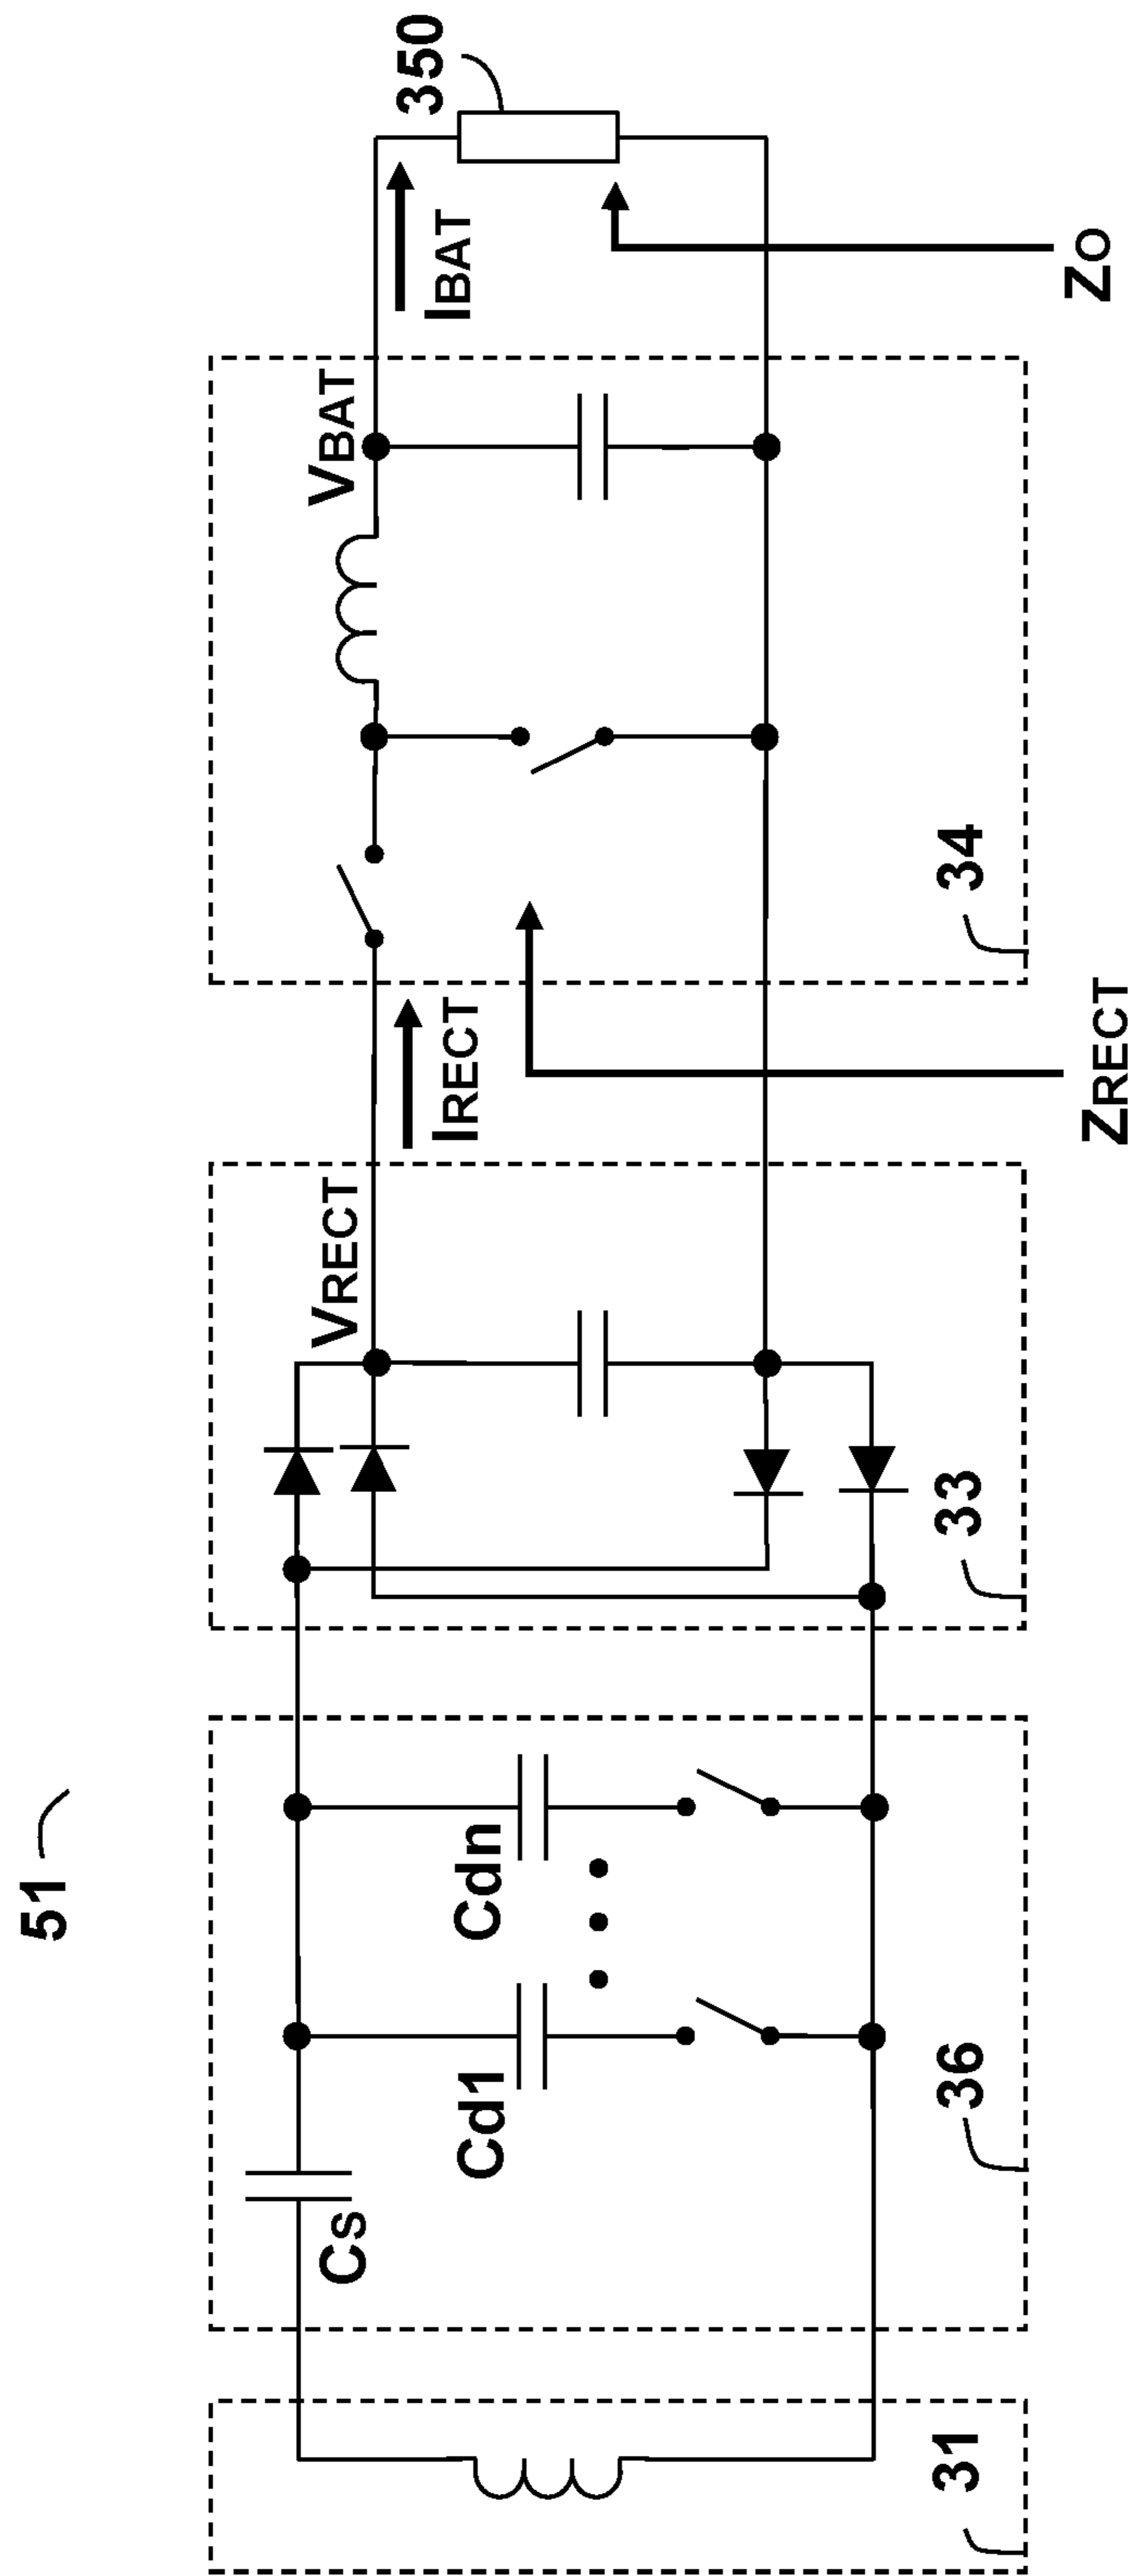 51
31
Cs
Cd1
Cdn
36
VRECT
33
IRECT
ZRECT
VBAT
34
IBAT
ZO
350